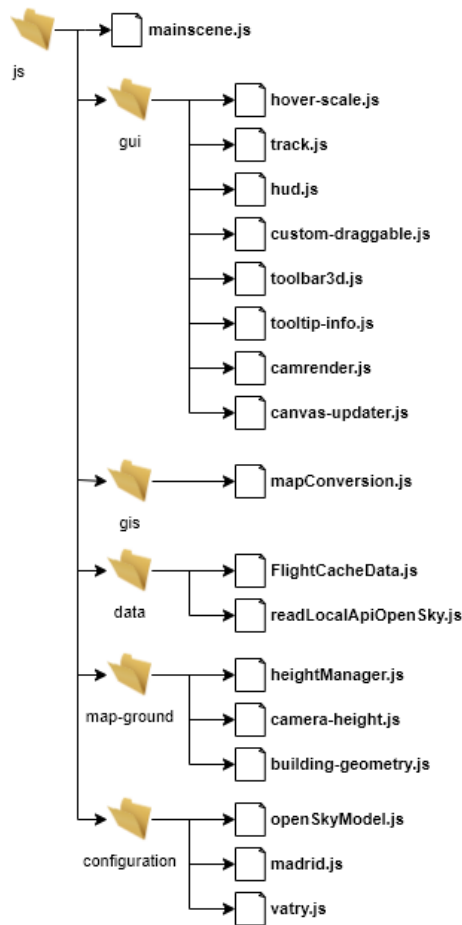 mainscene.js
js
hover-scale.js
gui
track.js
hud.js
custom-draggable.js
toolbar3d.js
tooltip-info.js
camrender.js
canvas-updater.js
mapConversion.js
gis
FlightCacheData.js
data
readLocalApiOpenSky.js
heightManager.js
map-ground
camera-height.js
building-geometry.js
openSkyModel.js
configuration
madrid.js
vatry.js